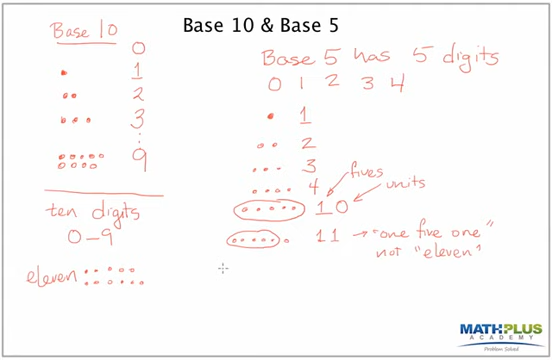 Base 10 & Base 5
Base 10
0
1
2
3
9
ten digits
0-9
eleven
Base 5 has 5 digits
0 1 2 3 4
1
2
3
4
fives
units
10
11 → "one five one"
not "eleven"
MATHPLUS
ACADEMY
Problem Solved